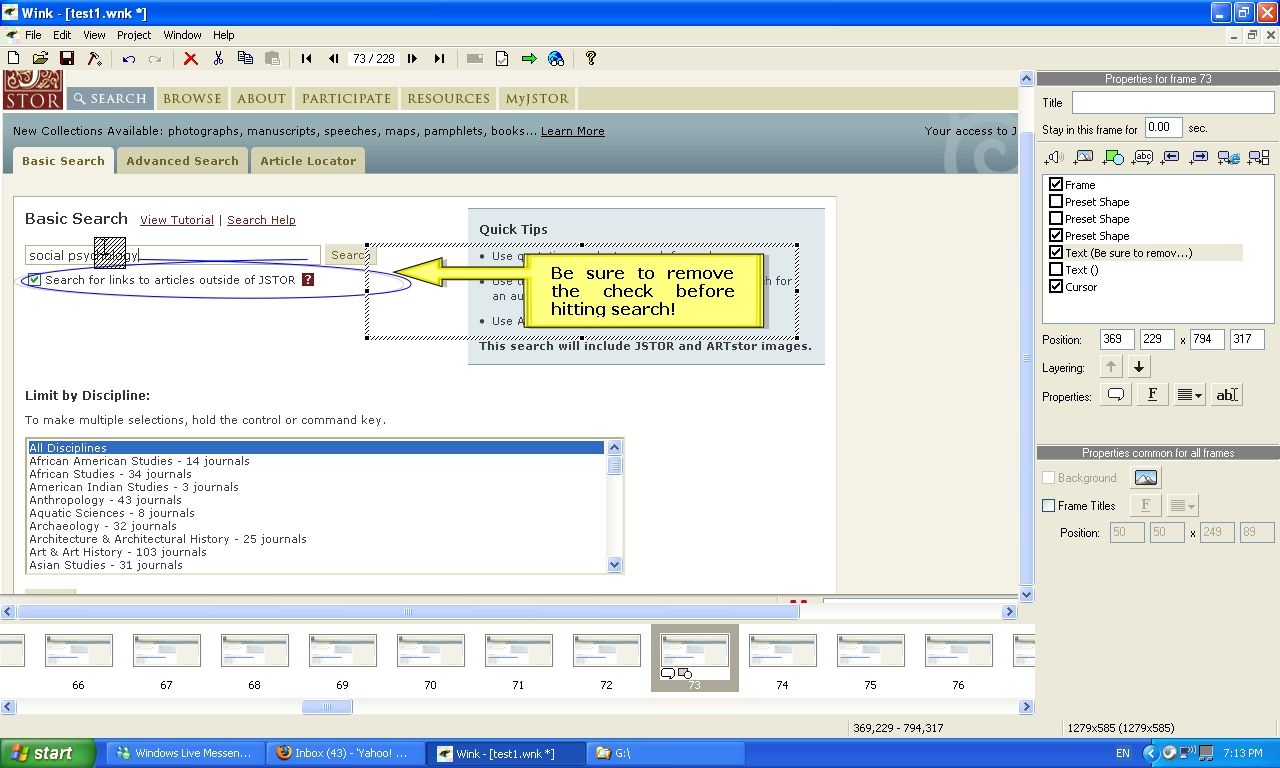 Wink - [test1.wnk *]
File Edit View Project Window Help
73 / 228
STOR SEARCH BROWSE ABOUT PARTICIPATE RESOURCES MyJSTOR
New Collections Available: photographs, manuscripts, speeches, maps, pamphlets, books... Learn More Your access to J
Basic Search Advanced Search Article Locator
Basic Search View Tutorial | Search Help
social psychology Search
Search for links to articles outside of JSTOR ?
Quick Tips
• Use
• Use
an au
• Use A
This search will include JSTOR and ARTstor images.
Be sure to remove
the check before
hitting search!
Limit by Discipline:
To make multiple selections, hold the control or command key.
All Disciplines
African American Studies - 14 journals
African Studies - 34 journals
American Indian Studies - 3 journals
Anthropology - 43 journals
Aquatic Sciences - 8 journals
Archaeology - 32 journals
Architecture & Architectural History - 25 journals
Art & Art History - 103 journals
Asian Studies - 31 journals
66 67 68 69 70 71 72 73 74 75 76
Properties for frame 73
Title
Stay in this frame for 0.00 sec.
abc
Frame
Preset Shape
Preset Shape
Preset Shape
Text (Be sure to remov...)
Text ()
Cursor
Position: 369 229 x 794 317
Layering:
Properties: F ab
Properties common for all frames
Background
Frame Titles F
Position: 50 50 x 249 89
369,229 - 794,317 1279x585 (1279x585)
start Windows Live Messen... Inbox (43) - 'Yahoo! ... Wink - [test1.wnk *] G:\ EN 7:13 PM